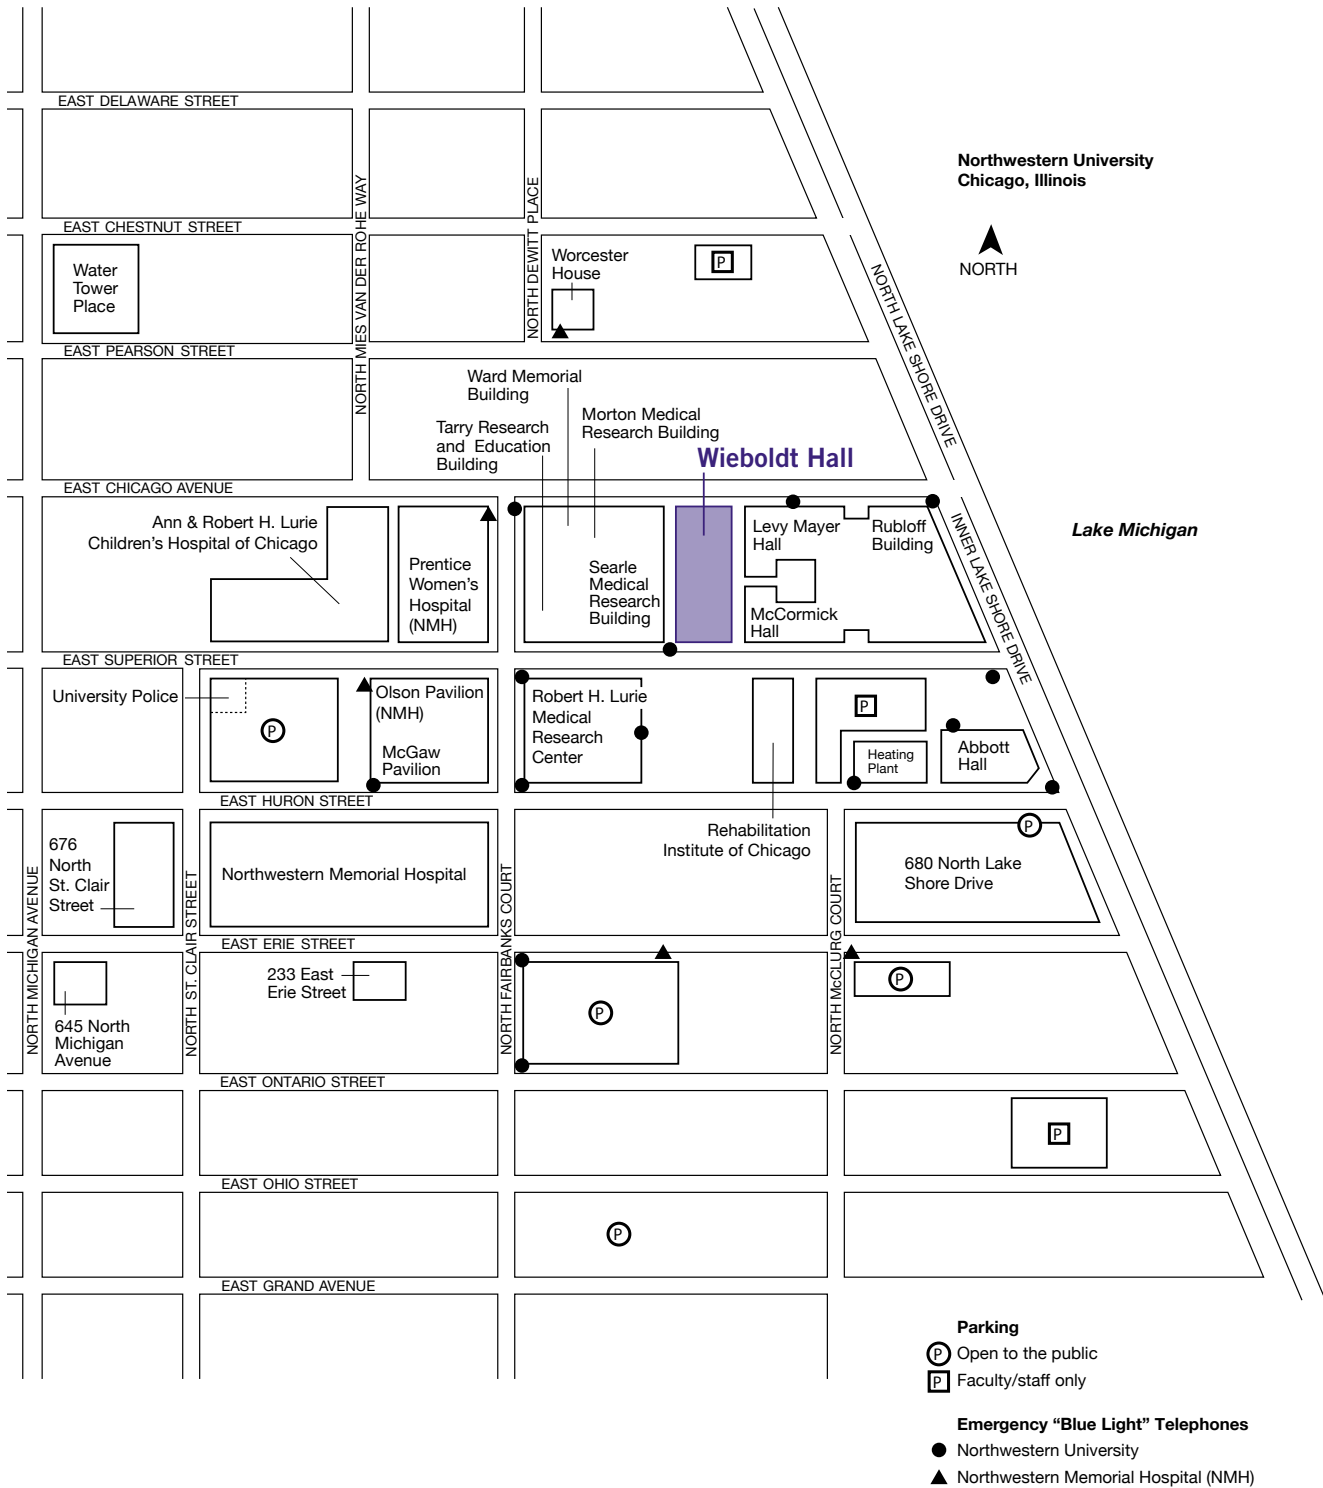 EAST DELAWARE STREET
Northwestern University
Chicago, Illinois
NORTH
NORTH MIES VAN DER ROHE WAY
NORTH DEWITT PLACE
EAST CHESTNUT STREET
Water
Tower
Place
Worcester
House
P
NORTH LAKE SHORE DRIVE
EAST PEARSON STREET
Ward Memorial
Building
Tarry Research
and Education
Building
Morton Medical
Research Building
Wieboldt Hall
EAST CHICAGO AVENUE
Ann & Robert H. Lurie
Children's Hospital of Chicago
Prentice
Women's
Hospital
(NMH)
Searle
Medical
Research
Building
Levy Mayer
Hall
Rubloff
Building
McCormick
Hall
INNER LAKE SHORE DRIVE
Lake Michigan
EAST SUPERIOR STREET
University Police
P
Olson Pavilion
(NMH)
McGaw
Pavilion
Robert H. Lurie
Medical
Research
Center
P
Heating
Plant
Abbott
Hall
EAST HURON STREET
Rehabilitation
Institute of Chicago
676
North
St. Clair
Street
Northwestern Memorial Hospital
P
680 North Lake
Shore Drive
NORTH MICHIGAN AVENUE
NORTH ST. CLAIR STREET
NORTH FAIRBANKS COURT
NORTH McCLURG COURT
EAST ERIE STREET
233 East
Erie Street
645 North
Michigan
Avenue
P
P
EAST ONTARIO STREET
P
EAST OHIO STREET
P
EAST GRAND AVENUE
Parking
P Open to the public
P Faculty/staff only
Emergency “Blue Light” Telephones
Northwestern University
Northwestern Memorial Hospital (NMH)